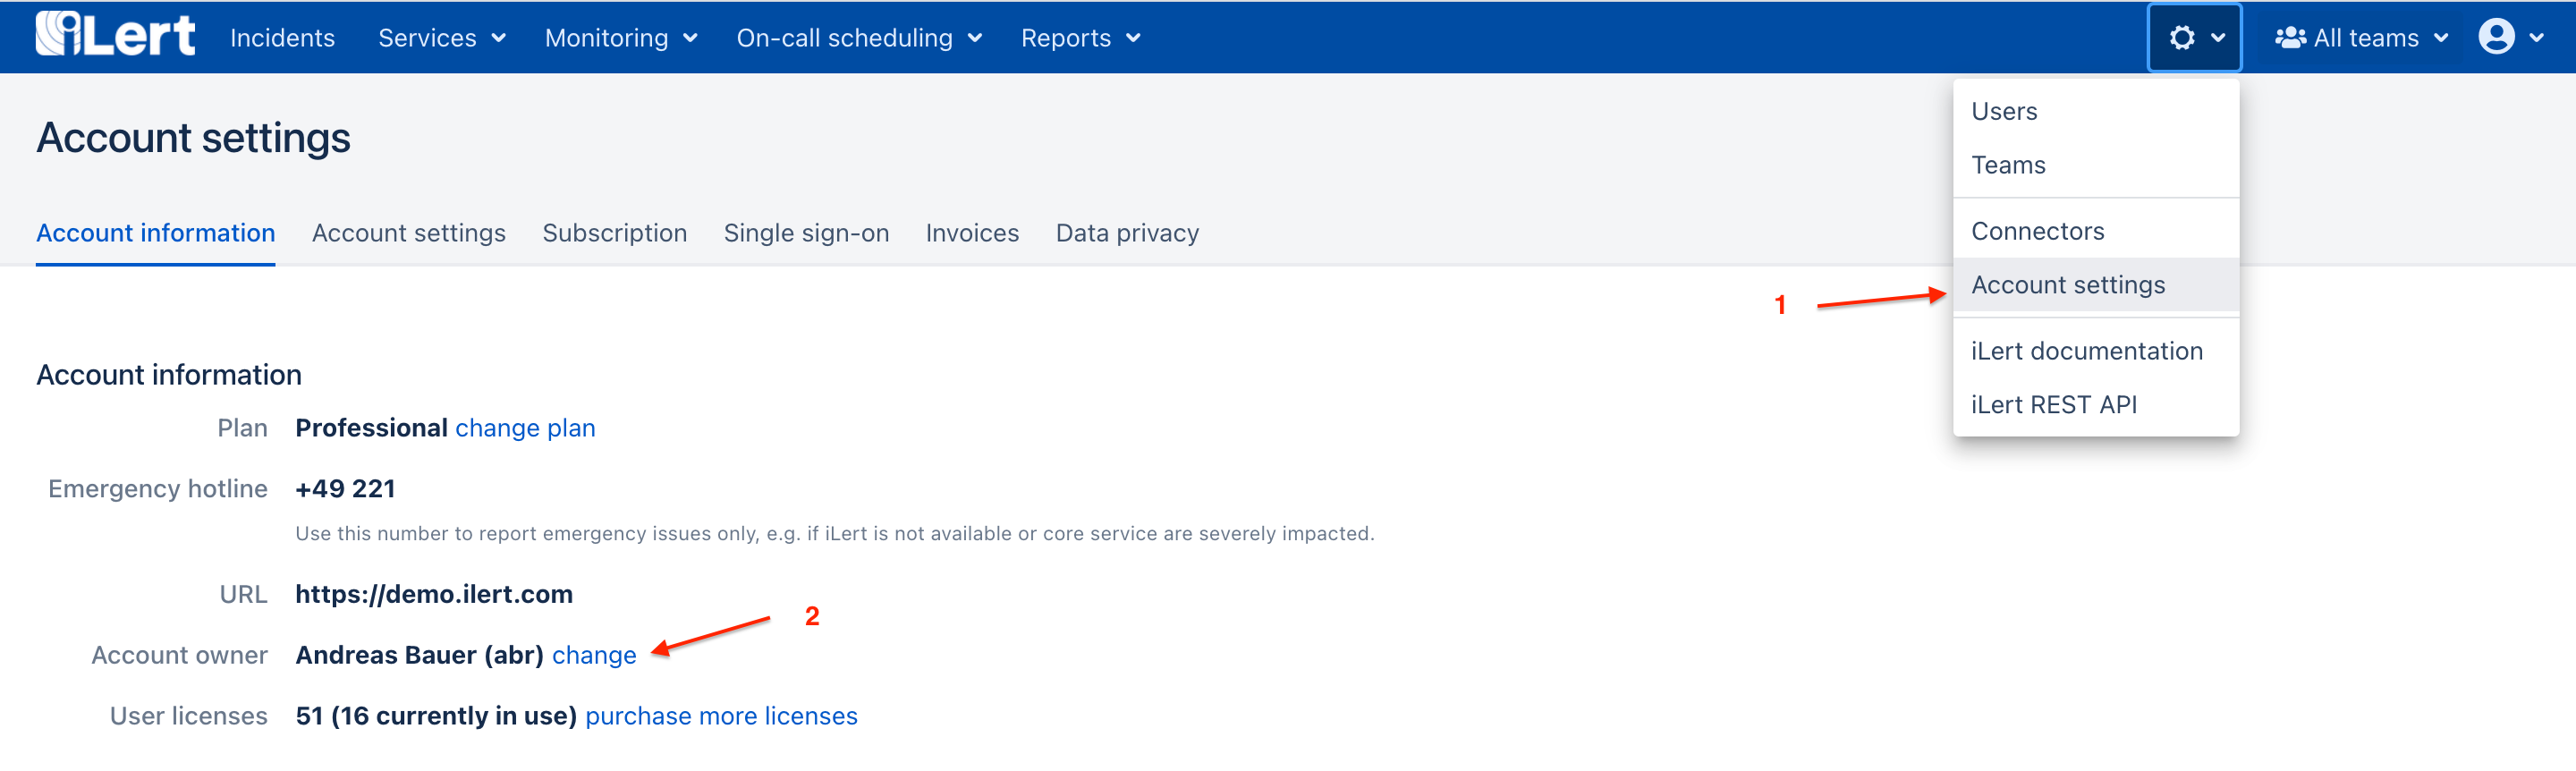 iLert Incidents Services Monitoring On-call scheduling Reports All teams
Users
Account settings
Teams
Account information Account settings Subscription Single sign-on Invoices Data privacy
Connectors
Account settings
1
iLert documentation
iLert REST API
Account information
Plan Professional change plan
Emergency hotline +49 221
Use this number to report emergency issues only, e.g. if iLert is not available or core service are severely impacted.
URL https://demo.ilert.com
2
Account owner Andreas Bauer (abr) change
User licenses 51 (16 currently in use) purchase more licenses